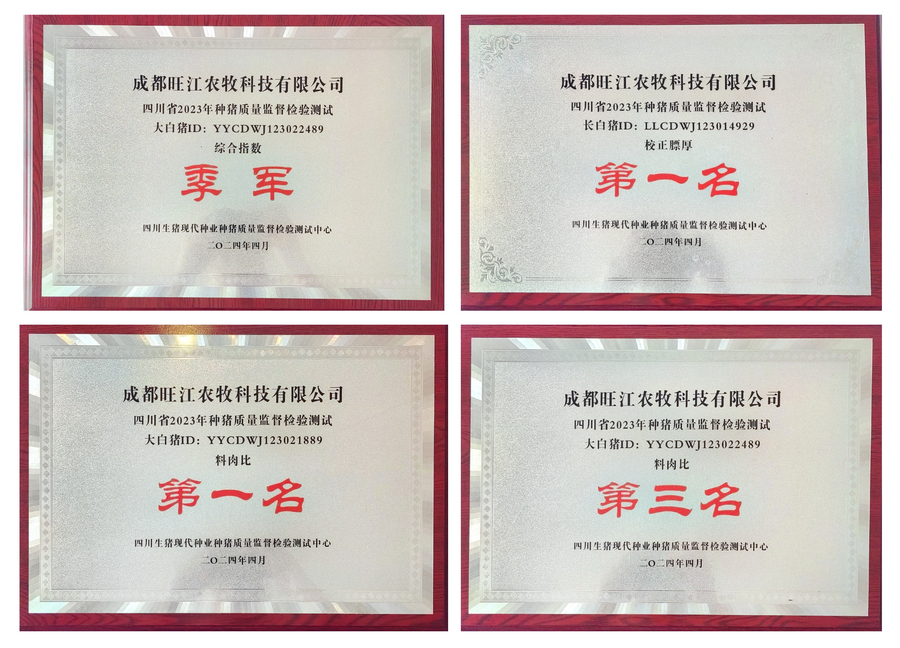 成都旺江农牧科技有限公司
四川省2023年种猪质量监督检验测试
大白猪ID：YYCDWJ123022489
综合指数
季 军
四川生猪现代种业种猪质量监督检验测试中心
二〇二四年四月
成都旺江农牧科技有限公司
四川省2023年种猪质量监督检验测试
长白猪ID：LLCDWJ123014929
校正膘厚
第一名
四川生猪现代种业种猪质量监督检验测试中心
二〇二四年四月
成都旺江农牧科技有限公司
四川省2023年种猪质量监督检验测试
大白猪ID：YYCDWJ123021889
料肉比
第一名
四川生猪现代种业种猪质量监督检验测试中心
二〇二四年四月
成都旺江农牧科技有限公司
四川省2023年种猪质量监督检验测试
大白猪ID：YYCDWJ123022489
料肉比
第三名
四川生猪现代种业种猪质量监督检验测试中心
二〇二四年四月